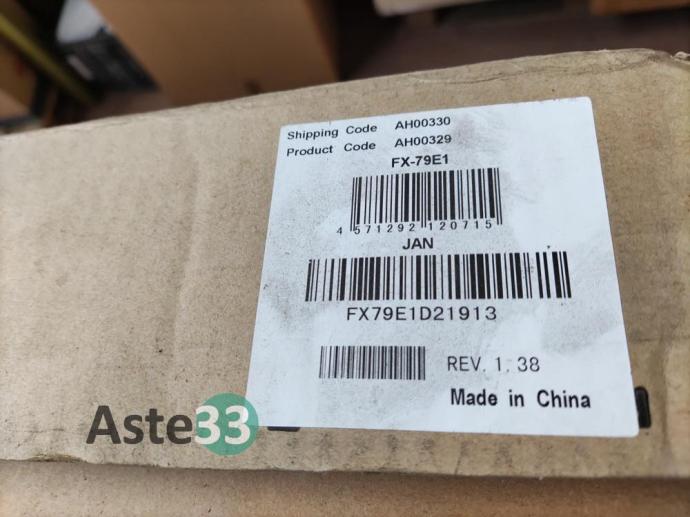 Shipping Code AH00330
Product Code AH00329
FX-79E1
4 571292 120715
JAN
FX79E1D21913
REV. 1.38
Made in China
Aste33